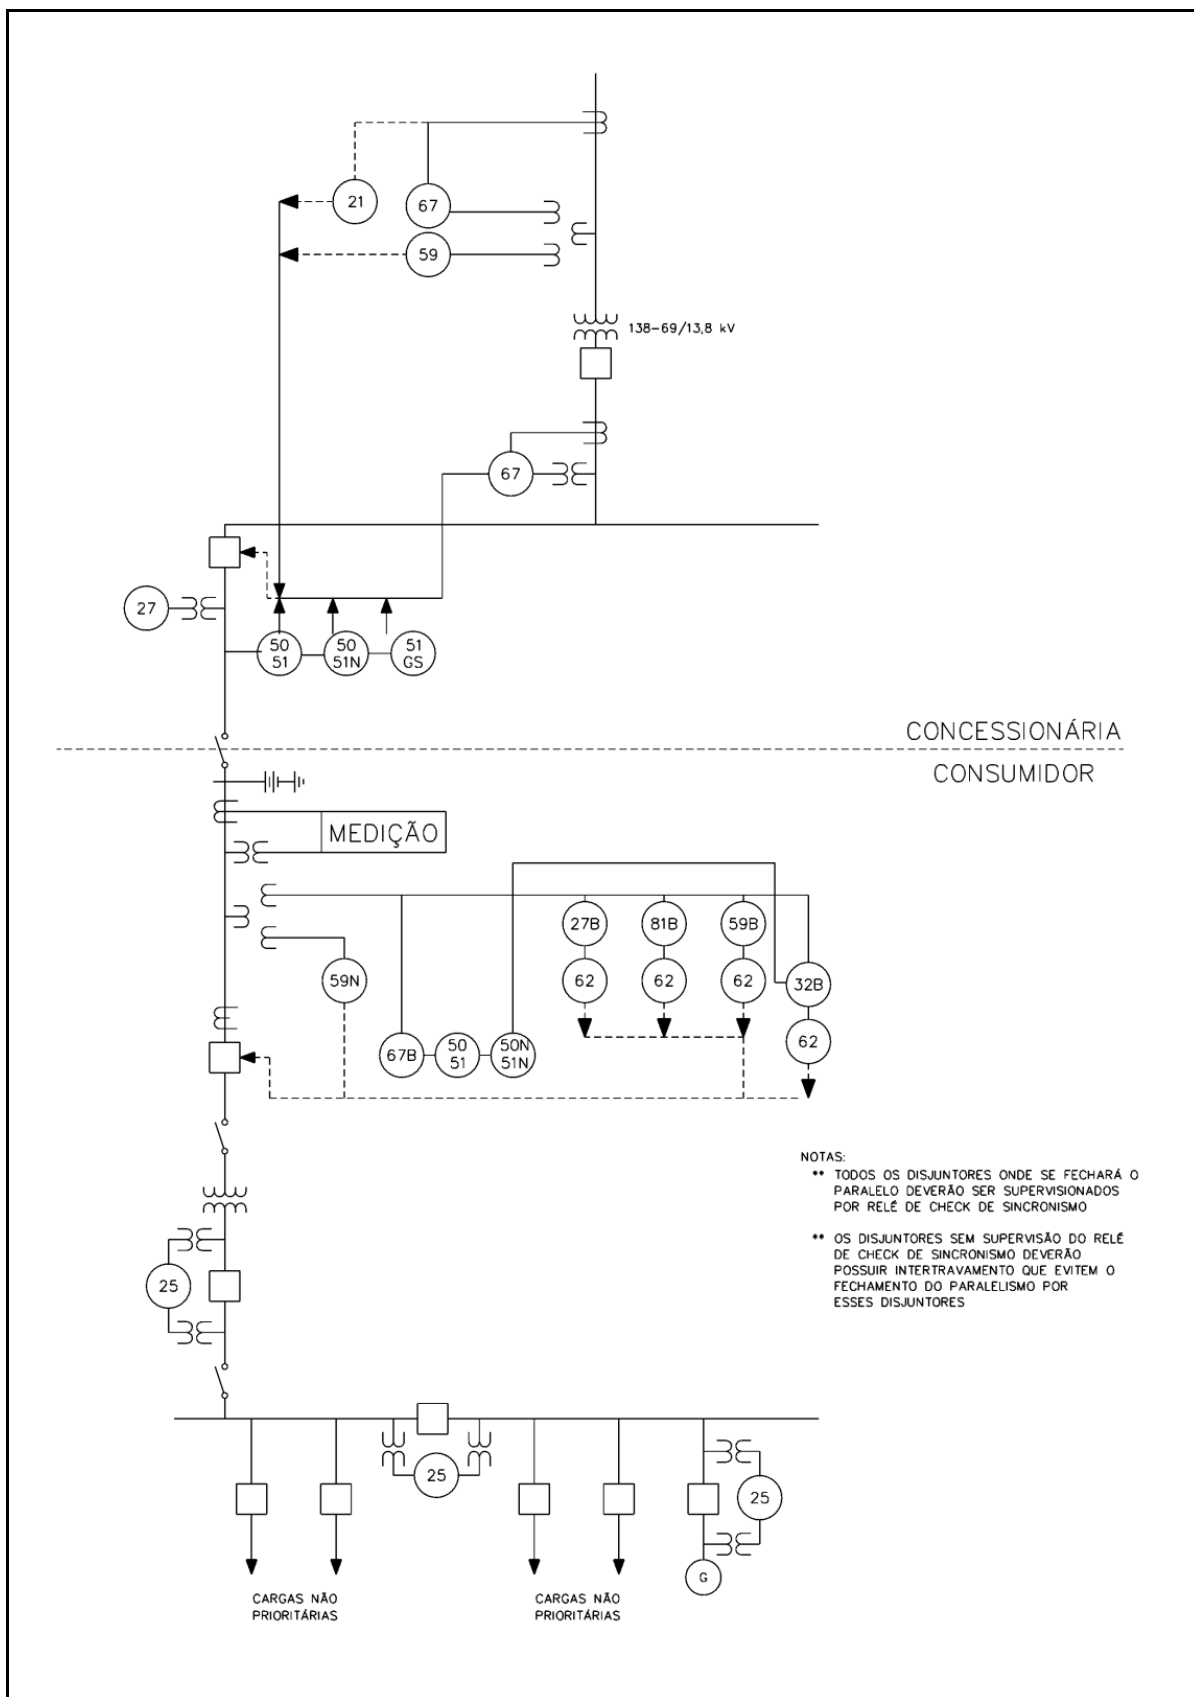 21
67
59
138-69/13,8 kV
67
27
50
51
50
51N
51
GS
CONCESSIONÁRIA
CONSUMIDOR
MEDIÇÃO
27B
81B
59B
59N
62
62
62
32B
67B
50
51
50N
51N
62
NOTAS:
** TODOS OS DISJUNTORES ONDE SE FECHARÁ O
PARALELO DEVERÃO SER SUPERVISIONADOS
POR RELÉ DE CHECK DE SINCRONISMO
** OS DISJUNTORES SEM SUPERVISÃO DO RELÉ
DE CHECK DE SINCRONISMO DEVERÃO
POSSUIR INTERTRAVAMENTO QUE EVITEM O
FECHAMENTO DO PARALELISMO POR
ESSES DISJUNTORES
25
25
25
G
CARGAS NÃO
PRIORITÁRIAS
CARGAS NÃO
PRIORITÁRIAS